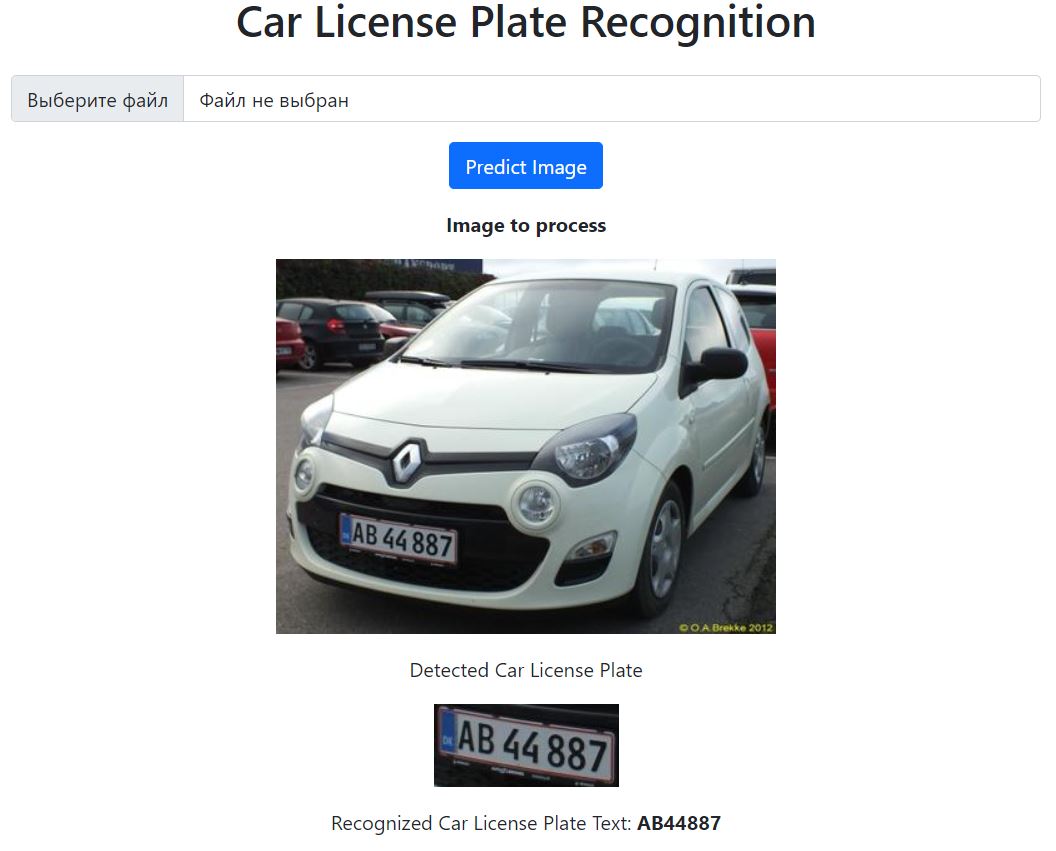 Car License Plate Recognition
Выберите файл Файл не выбран
Predict Image
Image to process
DK AB 44 887
© O.A.Brekke 2012
Detected Car License Plate
DK AB 44 887
Recognized Car License Plate Text: AB44887